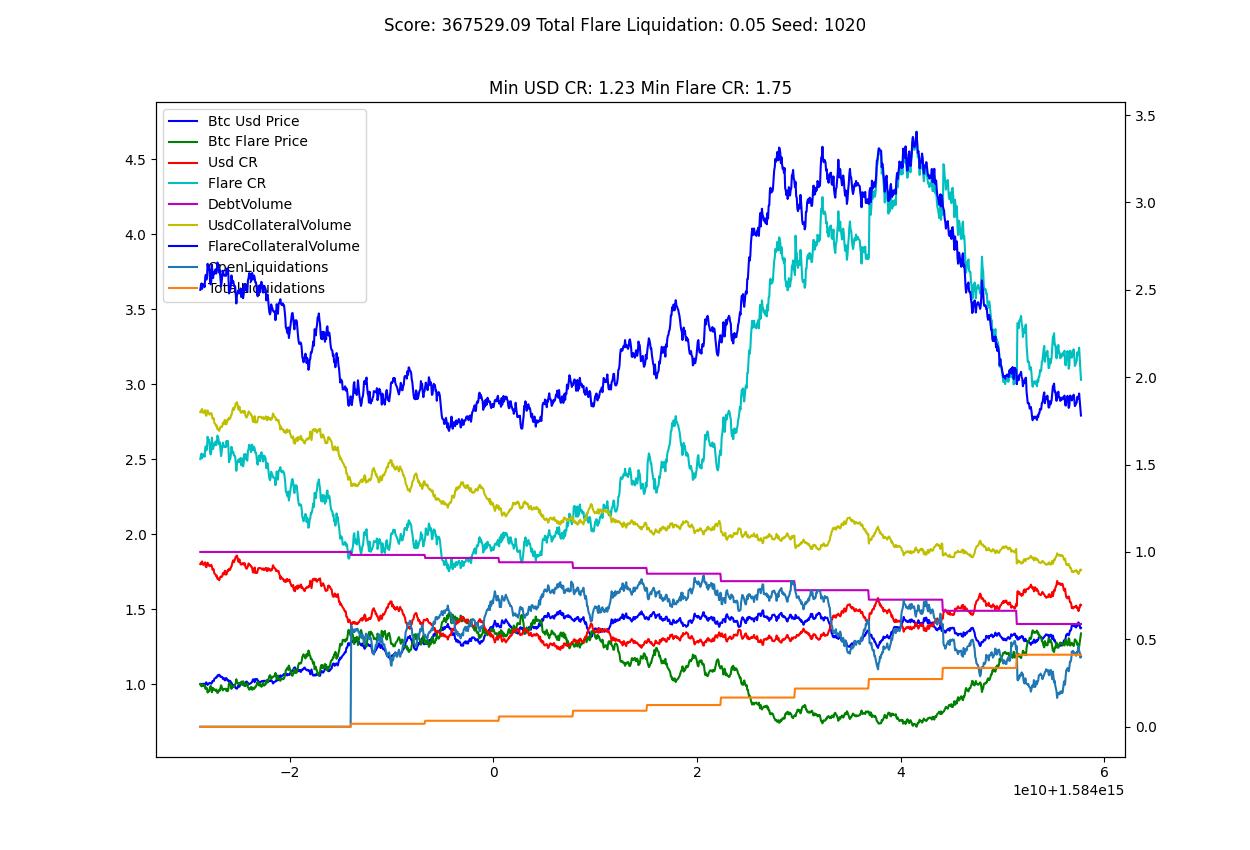 Score: 367529.09 Total Flare Liquidation: 0.05 Seed: 1020
Min USD CR: 1.23 Min Flare CR: 1.75
Btc Usd Price
Btc Flare Price
Usd CR
Flare CR
DebtVolume
UsdCollateralVolume
FlareCollateralVolume
OpenLiquidations
TotalLiquidations
4.5
4.0
3.5
3.0
2.5
2.0
1.5
1.0
3.5
3.0
2.5
2.0
1.5
1.0
0.5
0.0
−2 0 2 4 6
1e10+1.584e15